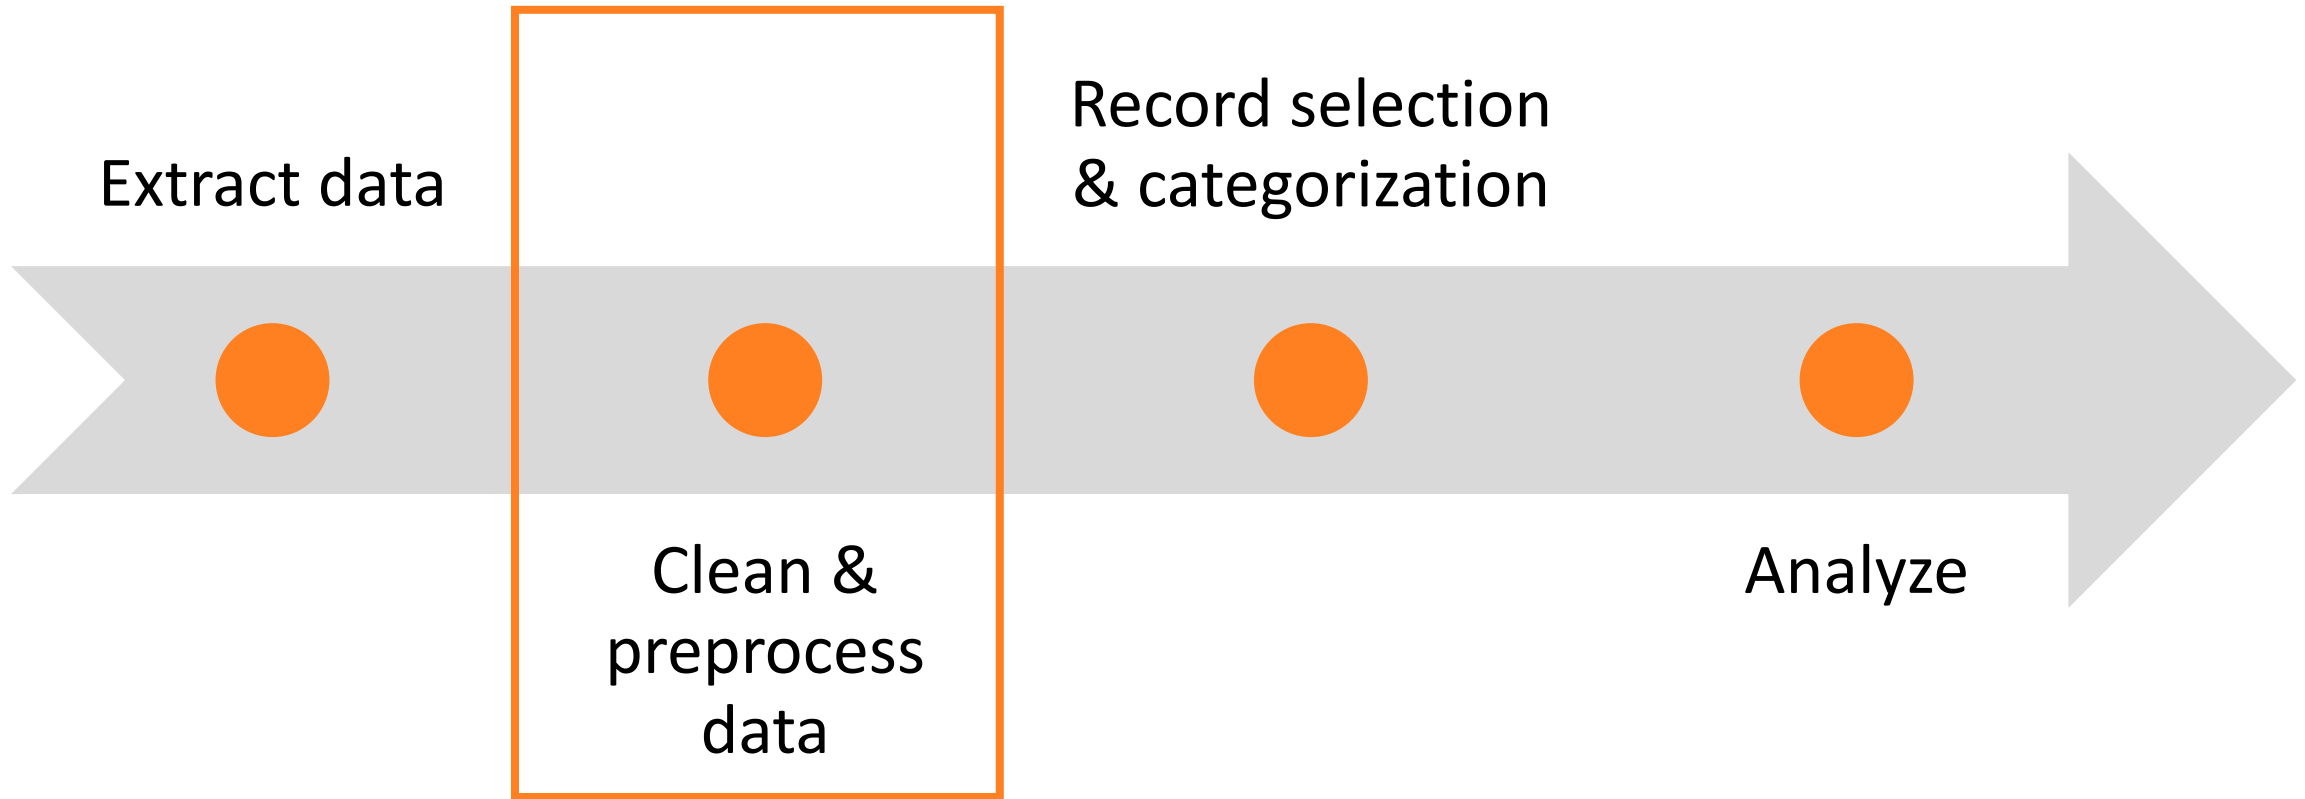 Extract data
Clean &
preprocess
data
Record selection
& categorization
Analyze